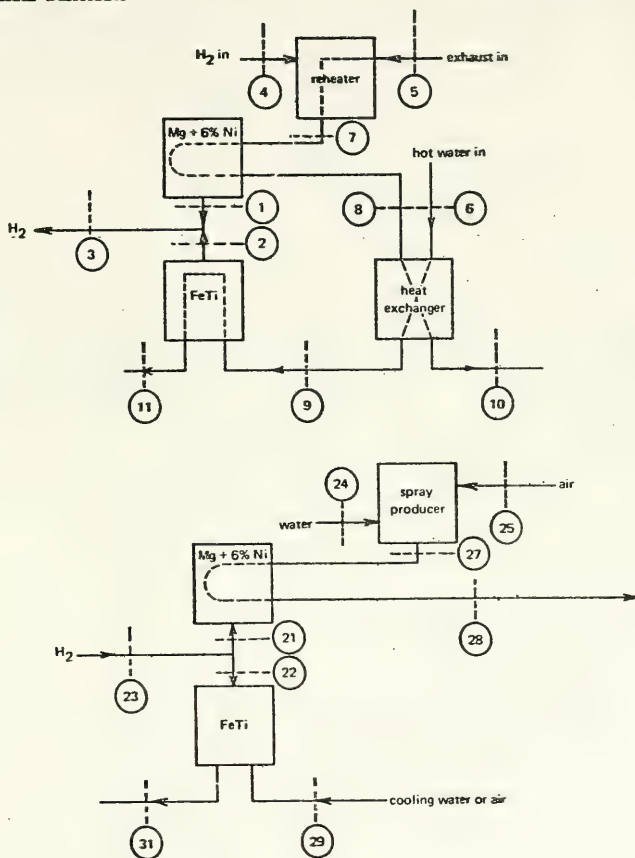 H₂ in
reheater
exhaust in
4
5
Mg + 6% Ni
7
hot water in
1
8
6
H₂
3
2
FeTi
heat
exchanger
11
9
10
24
spray
producer
air
water
25
Mg + 6% Ni
27
21
28
H₂
22
23
FeTi
cooling water or air
31
29